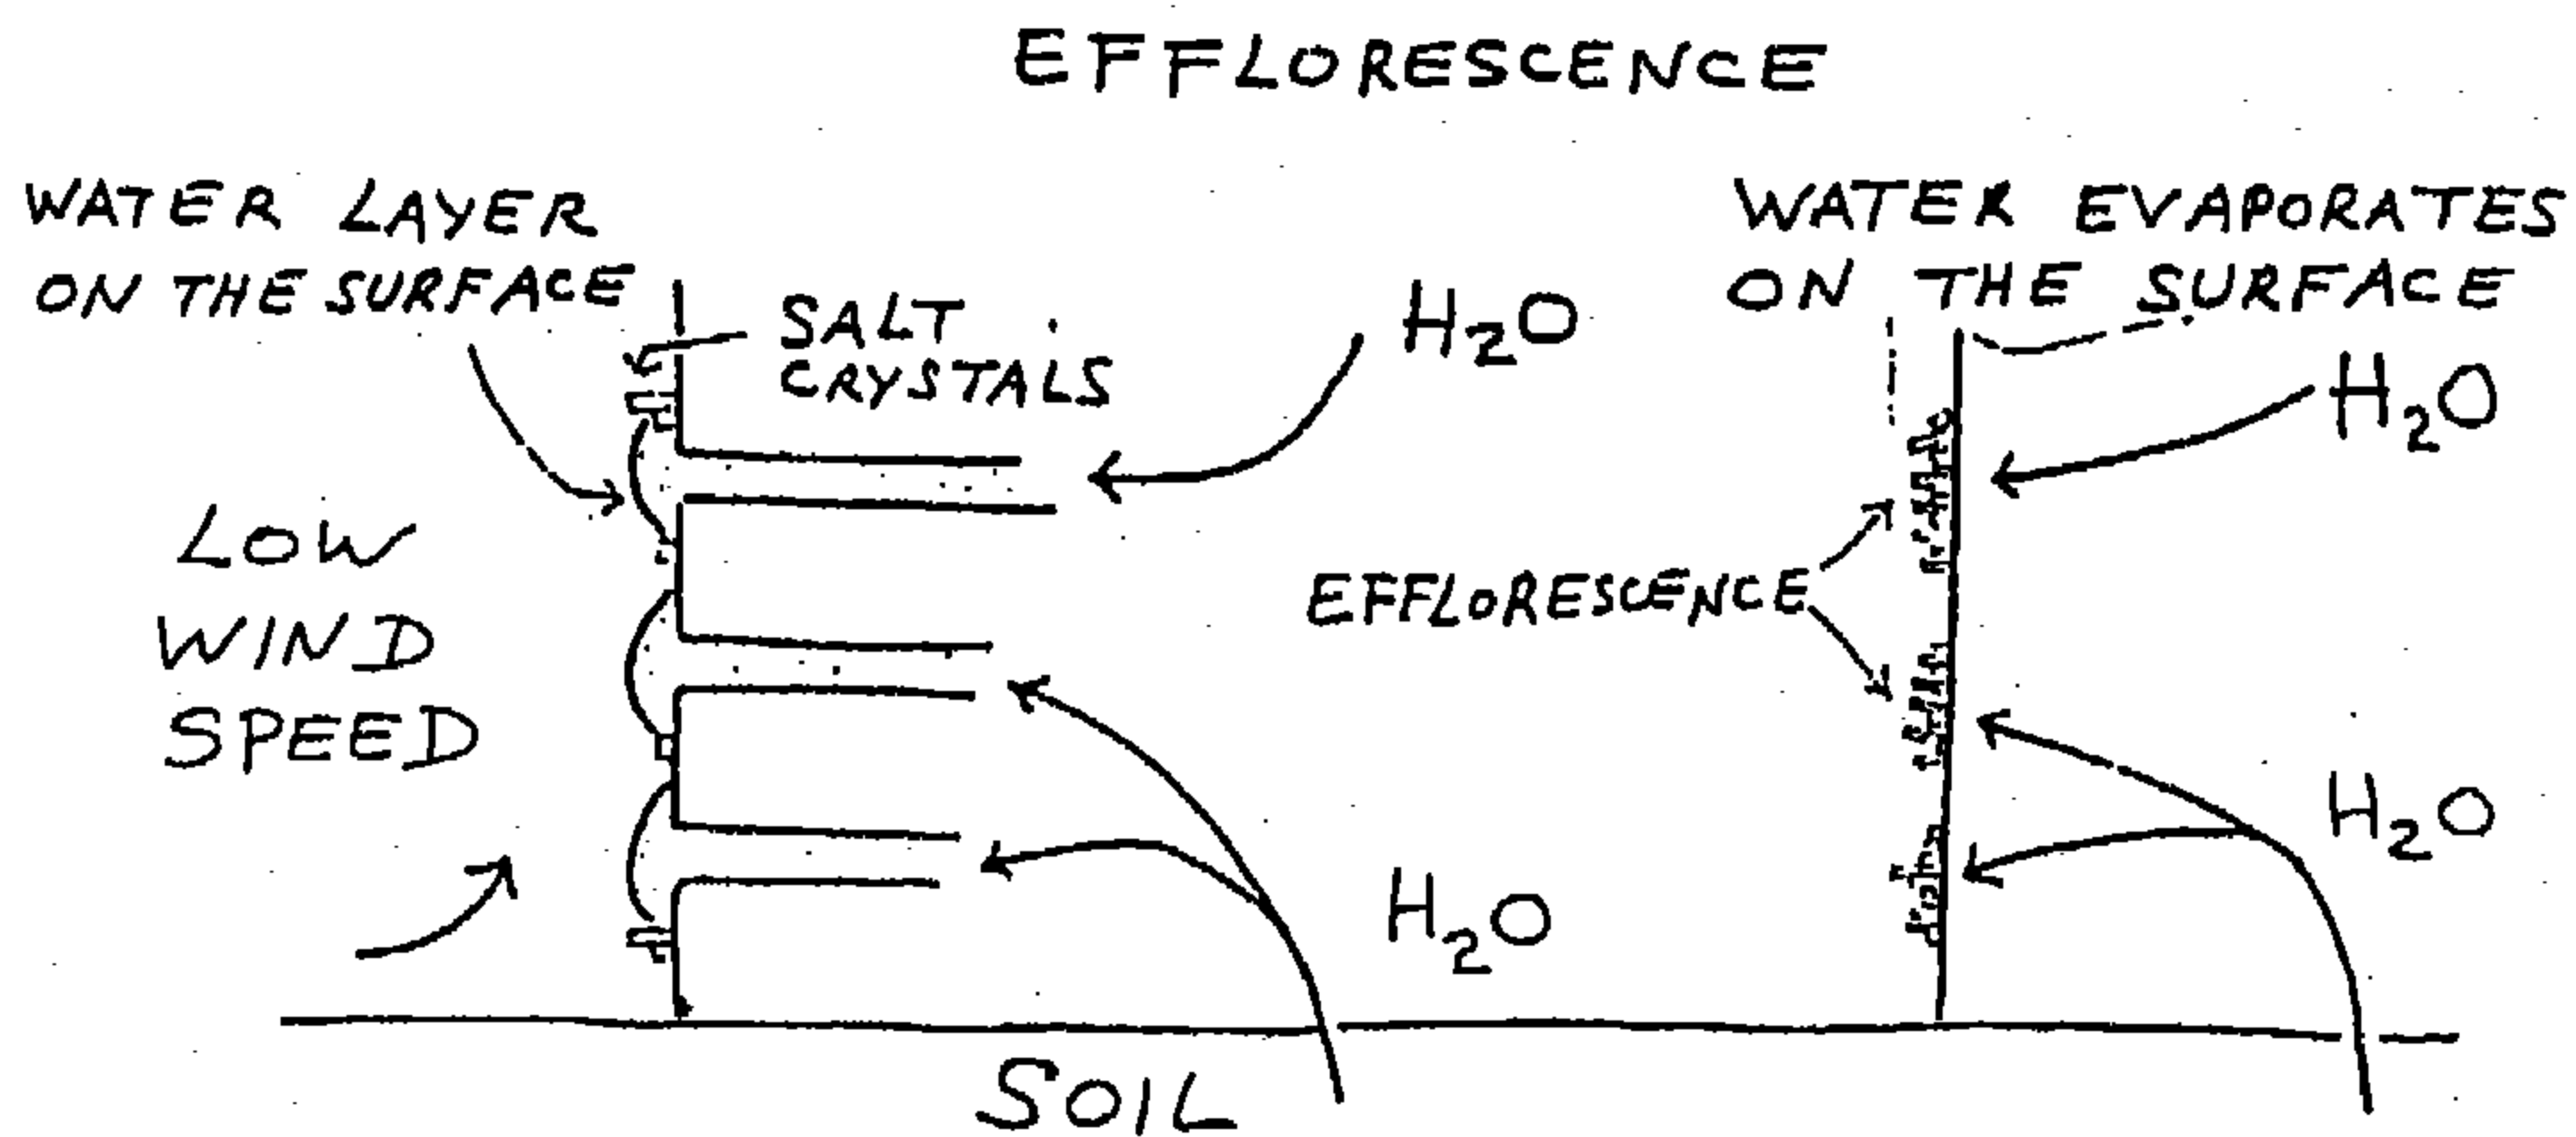 EFFLORESCENCE
WATER LAYER
ON THE SURFACE
SALT
CRYSTALS
H₂O
WATER EVAPORATES
ON THE SURFACE
H₂O
LOW
WIND
SPEED
EFFLORESCENCE
H₂O
H₂O
SOIL